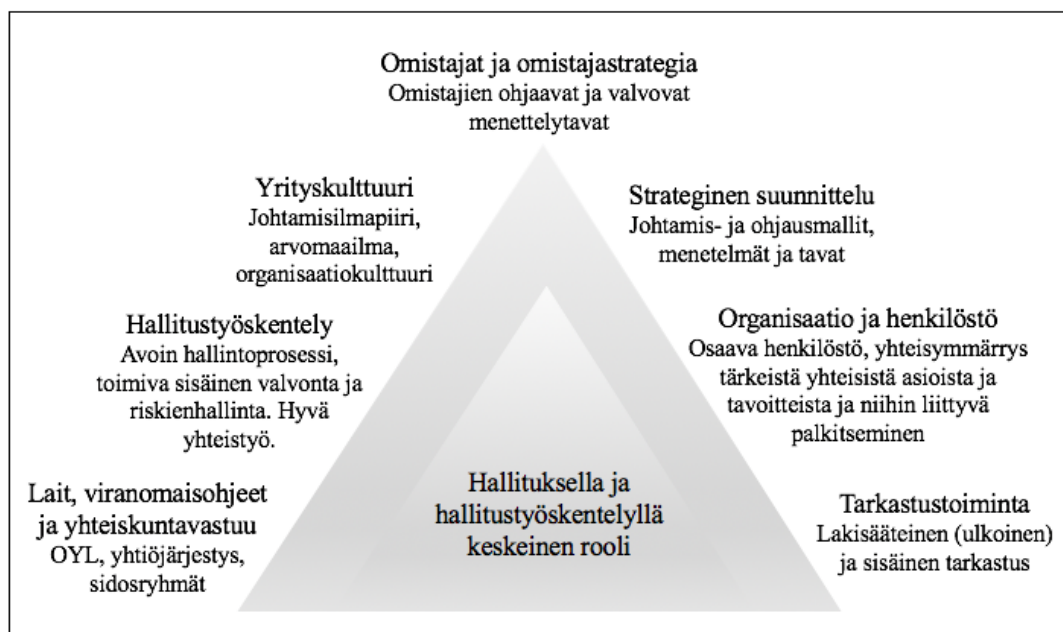 Omistajat ja omistajastrategia
Omistajien ohjaavat ja valvovat
menettelytavat
Yrityskulttuuri
Johtamisilmapiiri,
arvomaailma,
organisaatiokulttuuri
Strateginen suunnittelu
Johtamis- ja ohjausmallit,
menetelmät ja tavat
Hallitustyöskentely
Avoin hallintoprosessi,
toimiva sisäinen valvonta ja
riskienhallinta. Hyvä
yhteistyö.
Organisaatio ja henkilöstö
Osaava henkilöstö, yhteisymmärrys
tärkeistä yhteisistä asioista ja
tavoitteista ja niihin liittyvä
palkitseminen
Lait, viranomaisohjeet
ja yhteiskuntavastuu
OYL, yhtiöjärjestys,
sidosryhmät
Hallituksella ja
hallitustyöskentelyllä
keskeinen rooli
Tarkastustoiminta
Lakisääteinen (ulkoinen)
ja sisäinen tarkastus